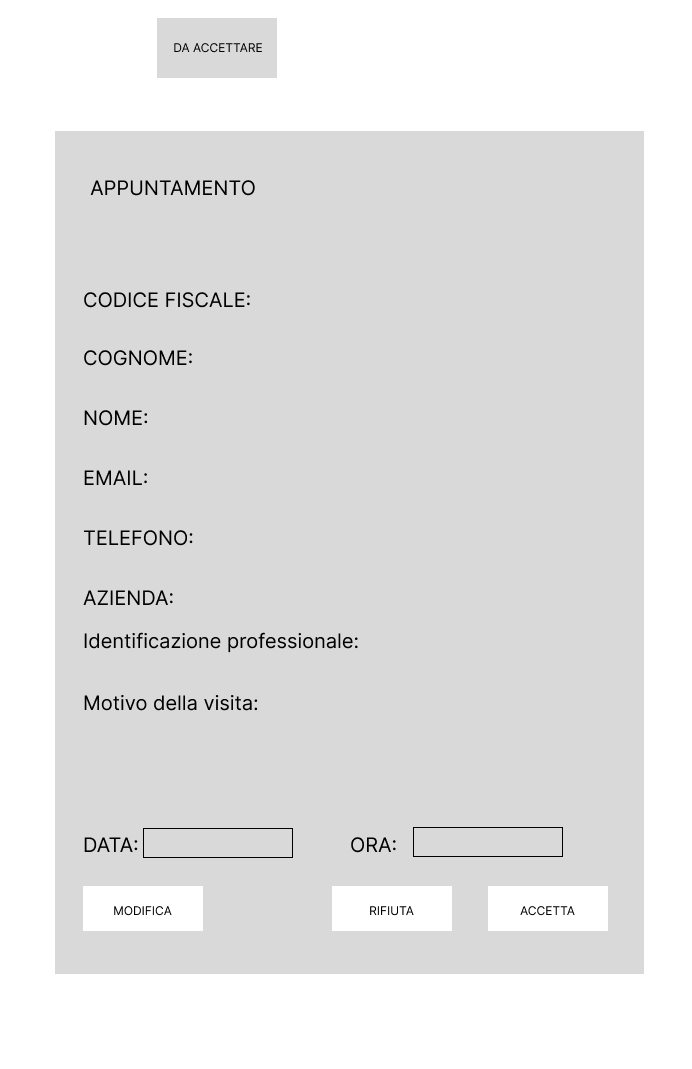 DA ACCETTARE
APPUNTAMENTO
CODICE FISCALE:
COGNOME:
NOME:
EMAIL:
TELEFONO:
AZIENDA:
Identificazione professionale:
Motivo della visita:
DATA: ORA:
MODIFICA RIFIUTA ACCETTA